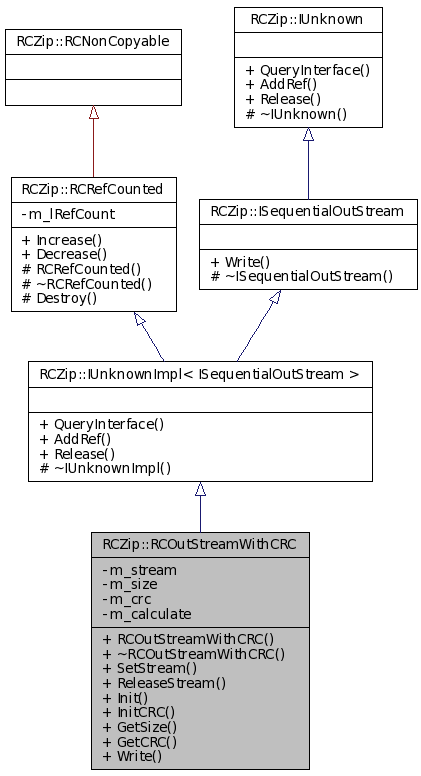 RCZip::RCNonCopyable
RCZip::IUnknown
+ QueryInterface()
+ AddRef()
+ Release()
# ~IUnknown()
RCZip::RCRefCounted
- m_lRefCount
+ Increase()
+ Decrease()
# RCRefCounted()
# ~RCRefCounted()
# Destroy()
RCZip::ISequentialOutStream
+ Write()
# ~ISequentialOutStream()
RCZip::IUnknownImpl< ISequentialOutStream >
+ QueryInterface()
+ AddRef()
+ Release()
# ~IUnknownImpl()
RCZip::RCOutStreamWithCRC
- m_stream
- m_size
- m_crc
- m_calculate
+ RCOutStreamWithCRC()
+ ~RCOutStreamWithCRC()
+ SetStream()
+ ReleaseStream()
+ Init()
+ InitCRC()
+ GetSize()
+ GetCRC()
+ Write()